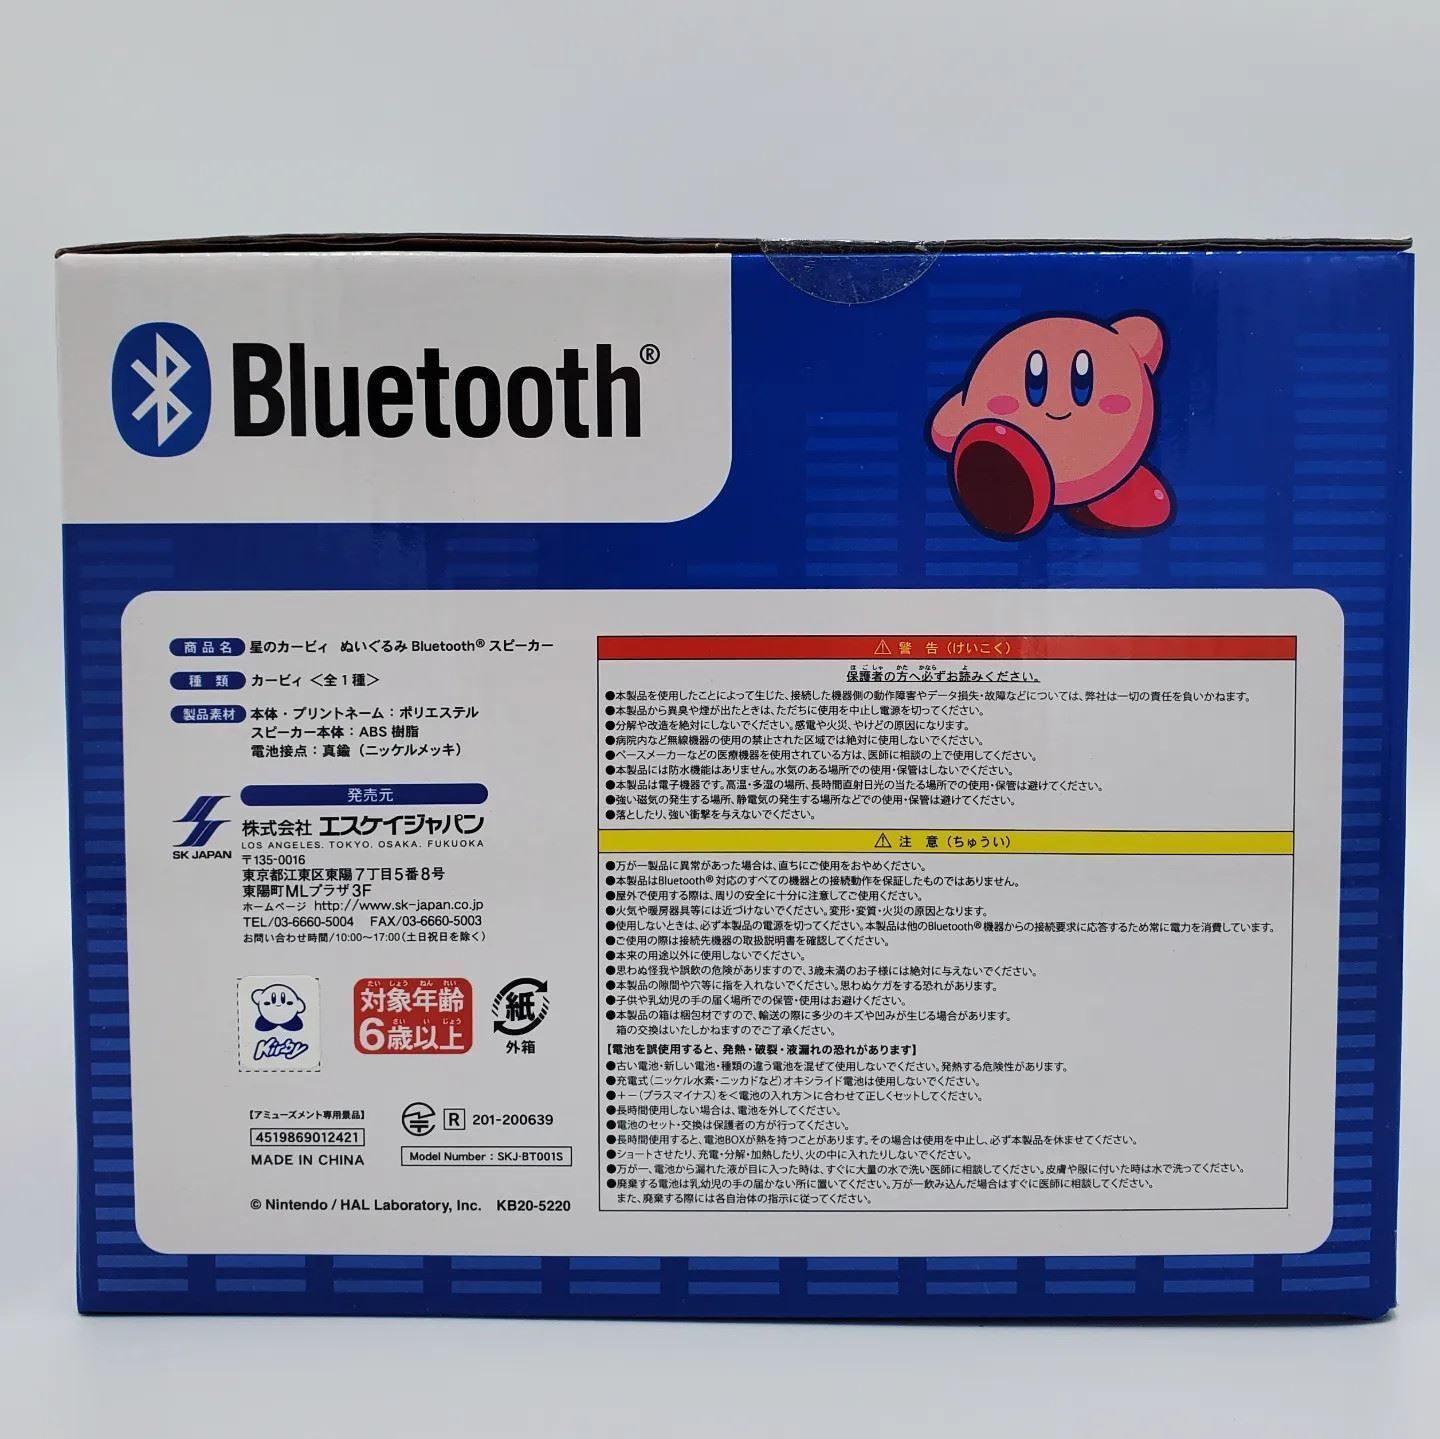 Bluetooth®
商品名 星のカービィ ぬいぐるみ Bluetooth® スピーカー
種類 カービィ <全1種>
製品素材 本体・プリントネーム:ポリエステル
スピーカー本体:ABS 樹脂
電池接点:真鍮(ニッケルメッキ)
発売元
SK JAPAN
株式会社 エスケイジャパン
LOS ANGELES. TOKYO. OSAKA. FUKUOKA
〒135-0016
東京都江東区東陽7丁目5番8号
東陽町MLプラザ3F
ホームページ http://www.sk-japan.co.jp
TEL/03-6660-5004 FAX/03-6660-5003
お問い合わせ時間/10:00~17:00(土日祝日を除く)
Kirby
たいしょうねんれい
対象年齢
さいいじょう
6歳以上
紙
外箱
【アミューズメント専用景品】
4519869012421
MADE IN CHINA
R 201-200639
Model Number : SKJ-BT001S
© Nintendo / HAL Laboratory, Inc. KB20-5220
⚠ 警告(けいこく)
ほごしゃ かた かなら よ
保護者の方へ必ずお読みください。
●本製品を使用したことによって生じた、接続した機器側の動作障害やデータ損失・故障などについては、弊社は一切の責任を負いかねます。
●本製品から異臭や煙が出たときは、ただちに使用を中止し電源を切ってください。
●分解や改造を絶対にしないでください。感電や火災、やけどの原因になります。
●病院内など無線機器の使用の禁止された区域では絶対に使用しないでください。
●ペースメーカーなどの医療機器を使用されている方は、医師に相談の上で使用してください。
●本製品には防水機能はありません。水気のある場所での使用・保管はしないでください。
●本製品は電子機器です。高温・多湿の場所、長時間直射日光の当たる場所での使用・保管は避けてください。
●強い磁気の発生する場所、静電気の発生する場所などでの使用・保管は避けてください。
●落としたり、強い衝撃を与えないでください。
⚠ 注意(ちゅうい)
●万が一製品に異常があった場合は、直ちにご使用をおやめください。
●本製品はBluetooth® 対応のすべての機器との接続動作を保証したものではありません。
●屋外で使用する際は、周りの安全に十分に注意してご使用ください。
●火気や暖房器具等には近づけないでください。変形・変質・火災の原因となります。
●使用しないときは、必ず本製品の電源を切ってください。本製品は他のBluetooth®機器からの接続要求に応答するため常に電力を消費しています。
●ご使用の際は接続先機器の取扱説明書を確認してください。
●本来の用途以外に使用しないでください。
●思わぬ怪我や誤飲の危険がありますので、3歳未満のお子様には絶対に与えないでください。
●本製品の隙間や穴等に指を入れないでください。思わぬケガをする恐れがあります。
●子供や乳幼児の手の届く場所での保管・使用はお避けください。
●本製品の箱は梱包材ですので、輸送の際に多少のキズや凹みが生じる場合があります。
箱の交換はいたしかねますのでご了承ください。
【電池を誤使用すると、発熱・破裂・液漏れの恐れがあります】
●古い電池・新しい電池・種類の違う電池を混ぜて使用しないでください。発熱する危険性があります。
●充電式(ニッケル水素・ニッカドなど)オキシライド電池は使用しないでください。
●+ー(プラスマイナス)を<電池の入れ方>に合わせて正しくセットしてください。
●長時間使用しない場合は、電池を外してください。
●電池のセット・交換は保護者の方が行ってください。
●長時間使用すると、電池BOXが熱を持つことがあります。その場合は使用を中止し、必ず本製品を休ませてください。
●ショートさせたり、充電・分解・加熱したり、火の中に入れたりしないでください。
●万が一、電池から漏れた液が目に入った時は、すぐに大量の水で洗い医師に相談してください。皮膚や服に付いた時は水で洗ってください。
●廃棄する電池は乳幼児の手の届かない所に置いてください。万が一飲み込んだ場合はすぐに医師に相談してください。
また、廃棄する際には各自治体の指示に従ってください。